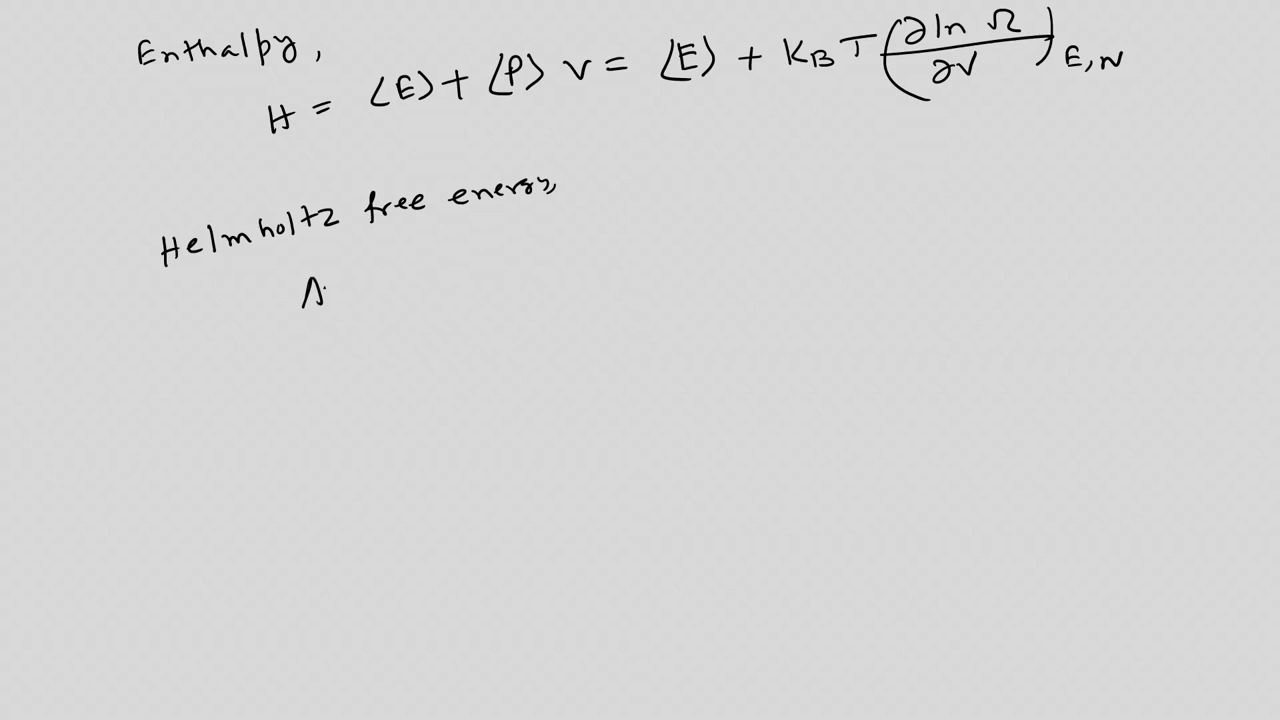 Enthalpy,
H = ⟨E⟩ + ⟨P⟩ V = ⟨E⟩ + K_B T (∂ ln Ω / ∂V)_E,N
Helmholtz free energy,
A